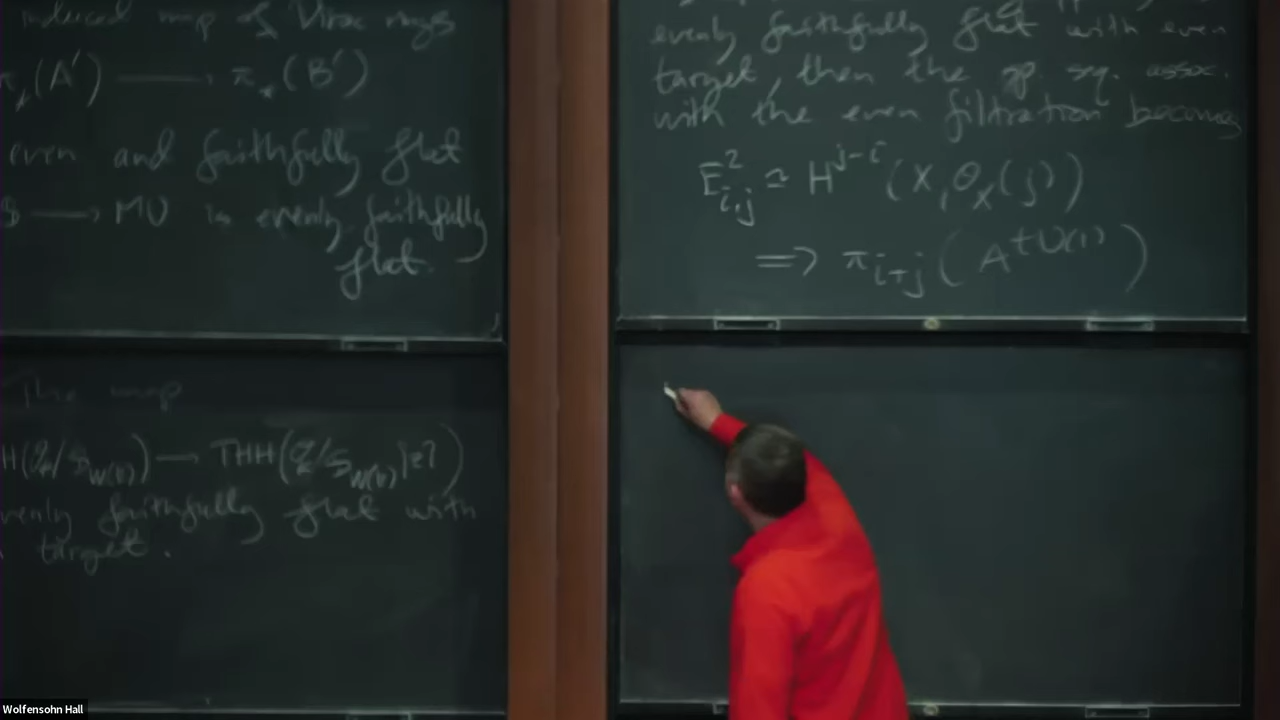 induced map of Dirac rings
π_*(A') ⟶ π_*(B')
even and faithfully flat
$ ⟶ MU is evenly faithfully
flat.
The map
H(𝒢/S_W(k)) ⟶ THH(𝒢/S_W(k)[z])
evenly faithfully flat with
target.
evenly faithfully flat with even
target, then the sp. sq. assoc.
with the even filtration becomes
E²_{i,j} ≃ H^{j-i}(X, O_X(j))
⟹ π_{i+j}(A^{tU(1)})
Wolfensohn Hall